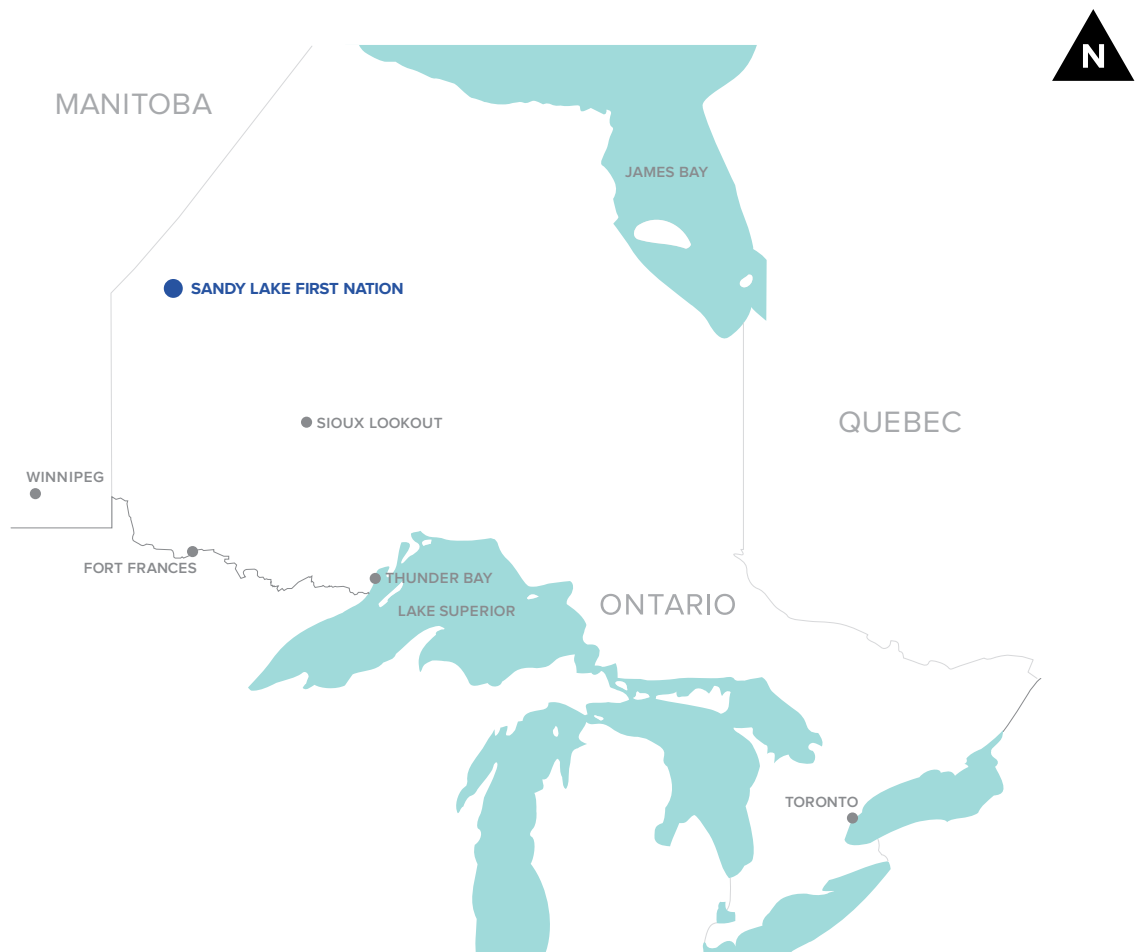 N
MANITOBA
JAMES BAY
SANDY LAKE FIRST NATION
SIOUX LOOKOUT
QUEBEC
WINNIPEG
FORT FRANCES
THUNDER BAY
ONTARIO
LAKE SUPERIOR
TORONTO